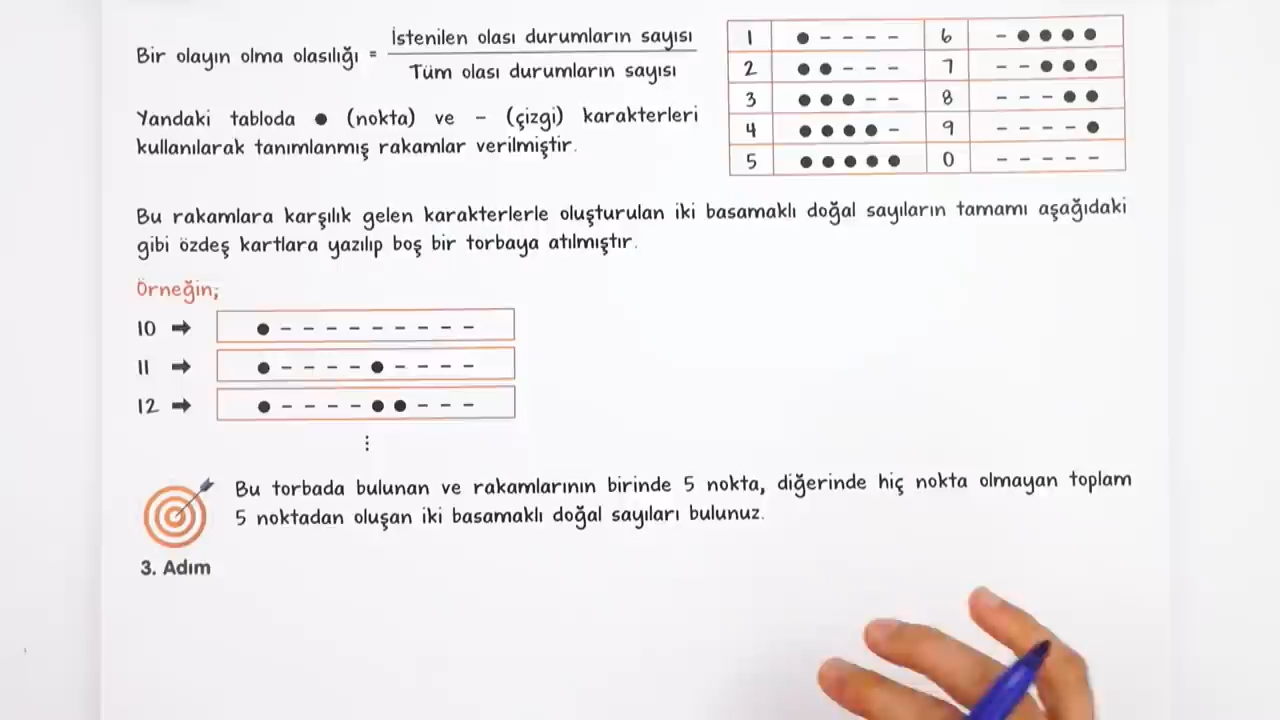 Bir olayın olma olasılığı = İstenilen olası durumların sayısı
Tüm olası durumların sayısı
Yandaki tabloda ● (nokta) ve - (çizgi) karakterleri
kullanılarak tanımlanmış rakamlar verilmiştir.
1 ● - - - - 6 - ● ● ● ●
2 ● ● - - - 7 - - ● ● ●
3 ● ● ● - - 8 - - - ● ●
4 ● ● ● ● - 9 - - - - ●
5 ● ● ● ● ● 0 - - - - -
Bu rakamlara karşılık gelen karakterlerle oluşturulan iki basamaklı doğal sayıların tamamı aşağıdaki
gibi özdeş kartlara yazılıp boş bir torbaya atılmıştır.
Örneğin;
10 → ● - - - - - - - - -
11 → ● - - - - ● - - - -
12 → ● - - - - ● ● - - -
⋮
Bu torbada bulunan ve rakamlarının birinde 5 nokta, diğerinde hiç nokta olmayan toplam
5 noktadan oluşan iki basamaklı doğal sayıları bulunuz.
3. Adım